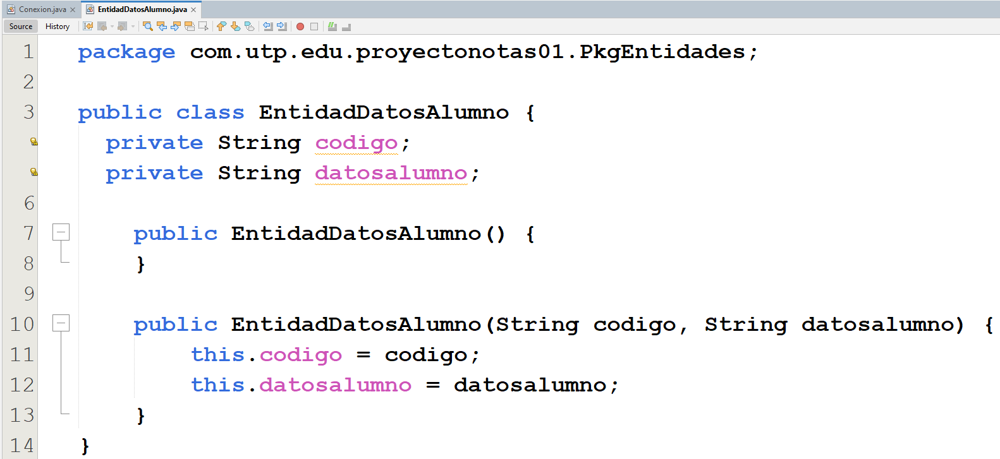 Conexion.java EntidadDatosAlumno.java
Source History
1 package com.utp.edu.proyectonotas01.PkgEntidades;
2
3 public class EntidadDatosAlumno {
private String codigo;
private String datosalumno;
6
7 public EntidadDatosAlumno() {
8 }
9
10 public EntidadDatosAlumno(String codigo, String datosalumno) {
11 this.codigo = codigo;
12 this.datosalumno = datosalumno;
13 }
14 }